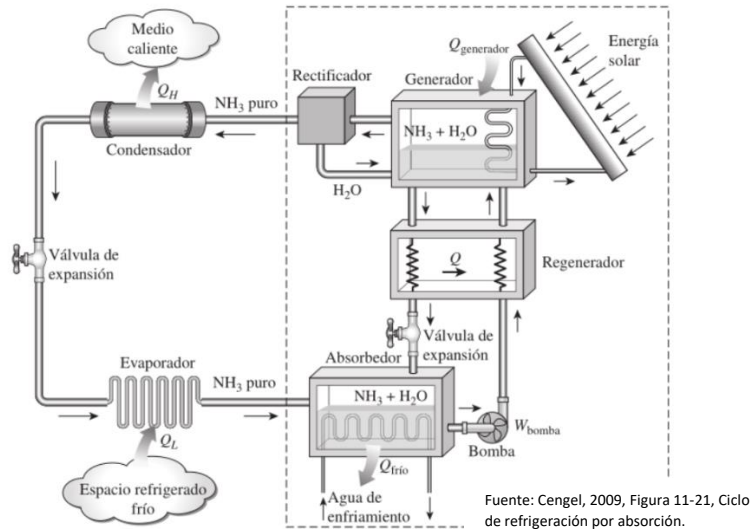 Medio
caliente
Q_H
NH₃ puro
Condensador
Rectificador
Q_generador
Generador
Energía
solar
NH₃ + H₂O
H₂O
Válvula de
expansión
Q
Regenerador
Válvula de
expansión
Evaporador
NH₃ puro
Absorbedor
NH₃ + H₂O
Q_L
Espacio refrigerado
frío
Q_frío
Agua de
enfriamiento
W_bomba
Bomba
Fuente: Cengel, 2009, Figura 11-21, Ciclo
de refrigeración por absorción.